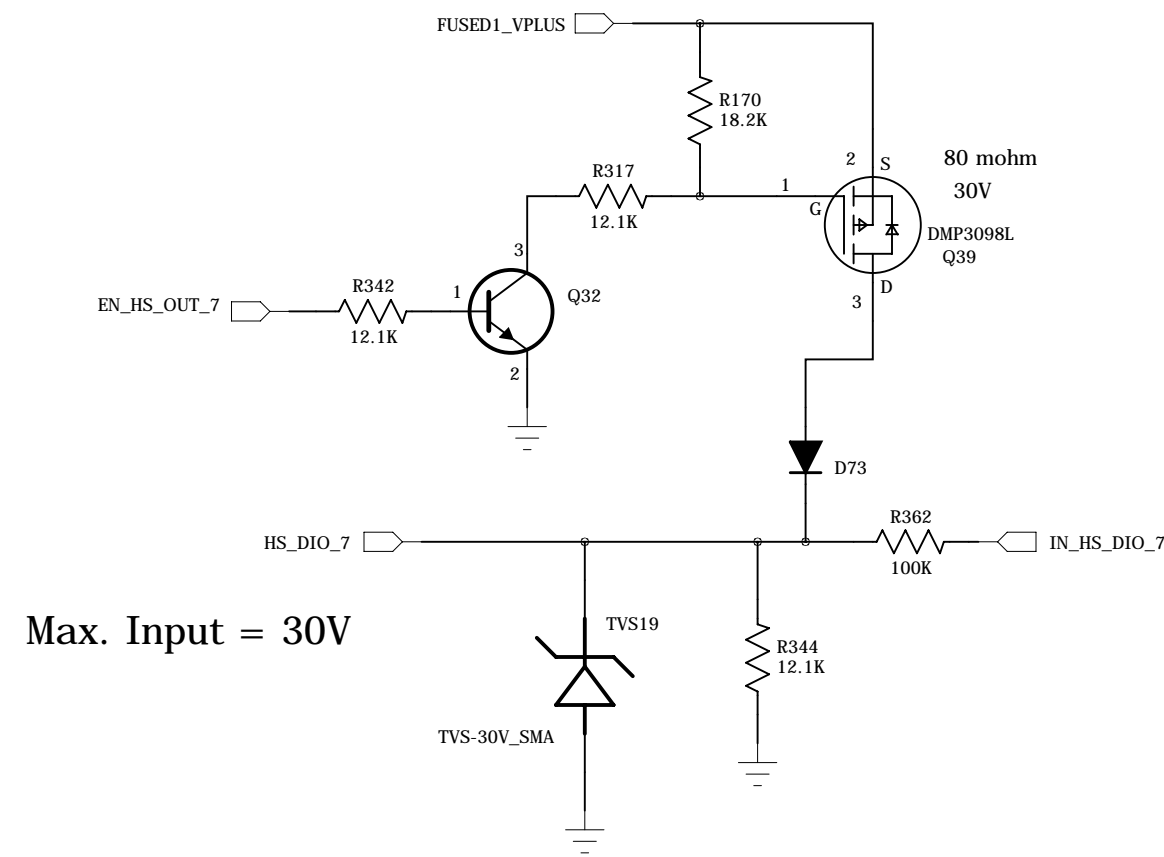 FUSED1_VPLUS
R170
18.2K
2
S
80 mohm
30V
R317
12.1K
1
G
DMP3098L
Q39
3
D
3
R342
12.1K
1
Q32
EN_HS_OUT_7
2
D73
HS_DIO_7
R362
100K
IN_HS_DIO_7
Max. Input = 30V
TVS19
R344
12.1K
TVS-30V_SMA